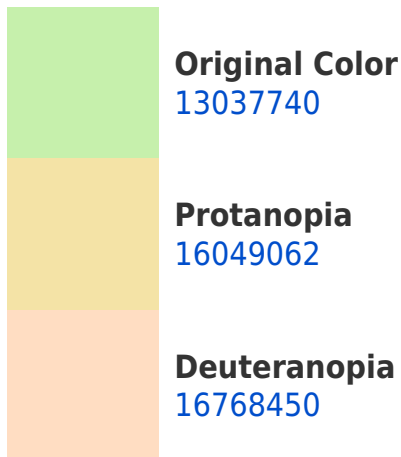 Original Color
13037740
Protanopia
16049062
Deuteranopia
16768450